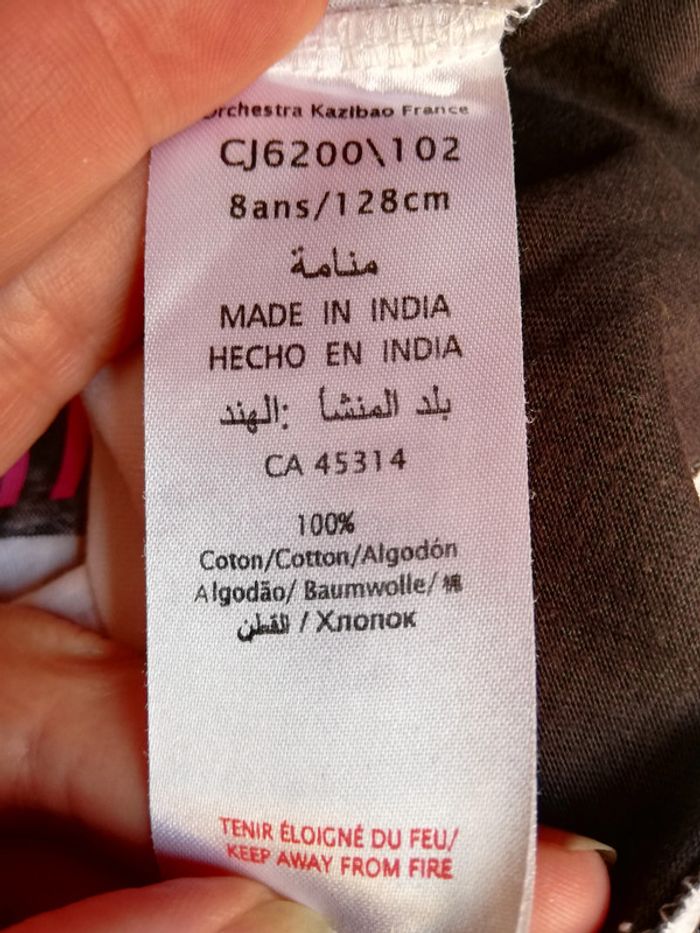 Orchestra Kazibao France
CJ6200\102
8ans/128cm
منامة
MADE IN INDIA
HECHO EN INDIA
بلد المنشأ :الهند
CA 45314
100%
Coton/Cotton/Algodón
Algodão/ Baumwolle/ 棉
القطن / Хлопок
TENIR ÉLOIGNÉ DU FEU/
KEEP AWAY FROM FIRE